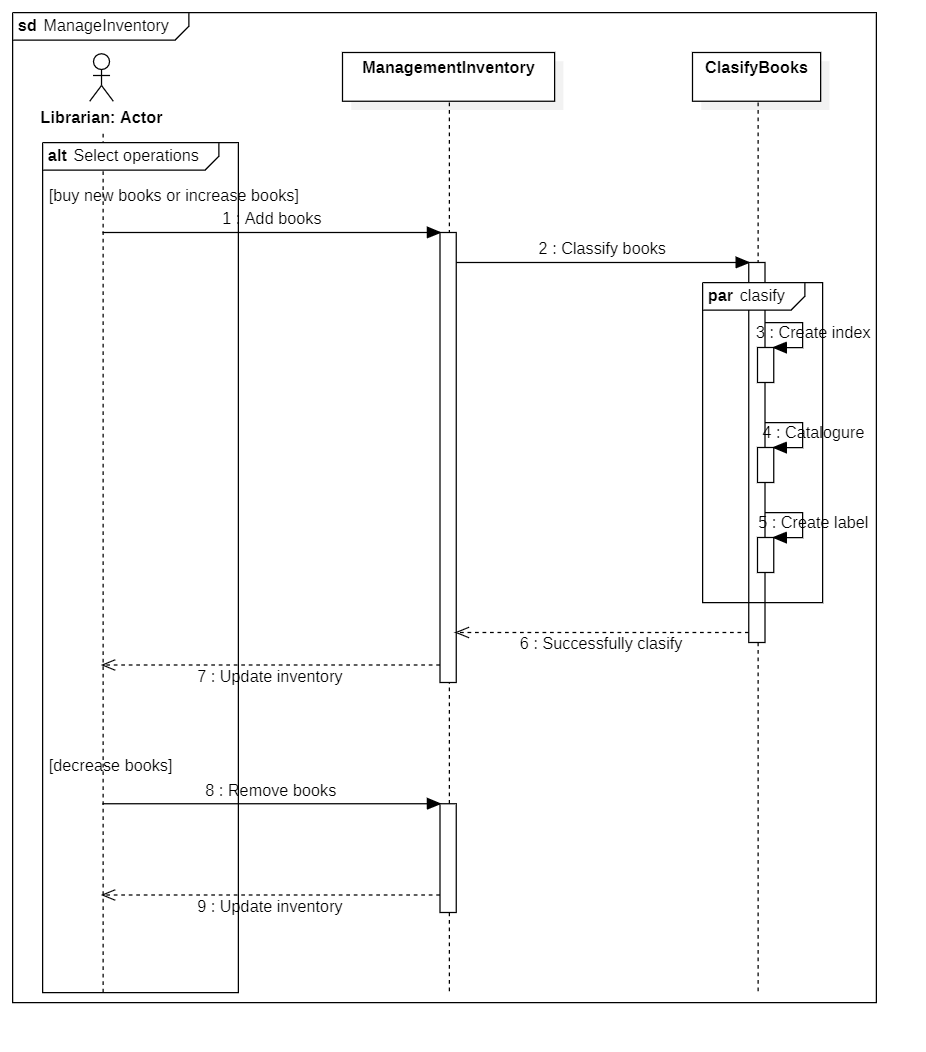 sd ManageInventory
ManagementInventory
ClasifyBooks
Librarian: Actor
alt Select operations
[buy new books or increase books]
1 : Add books
2 : Classify books
par clasify
3 : Create index
4 : Catalogure
5 : Create label
6 : Successfully clasify
7 : Update inventory
[decrease books]
8 : Remove books
9 : Update inventory